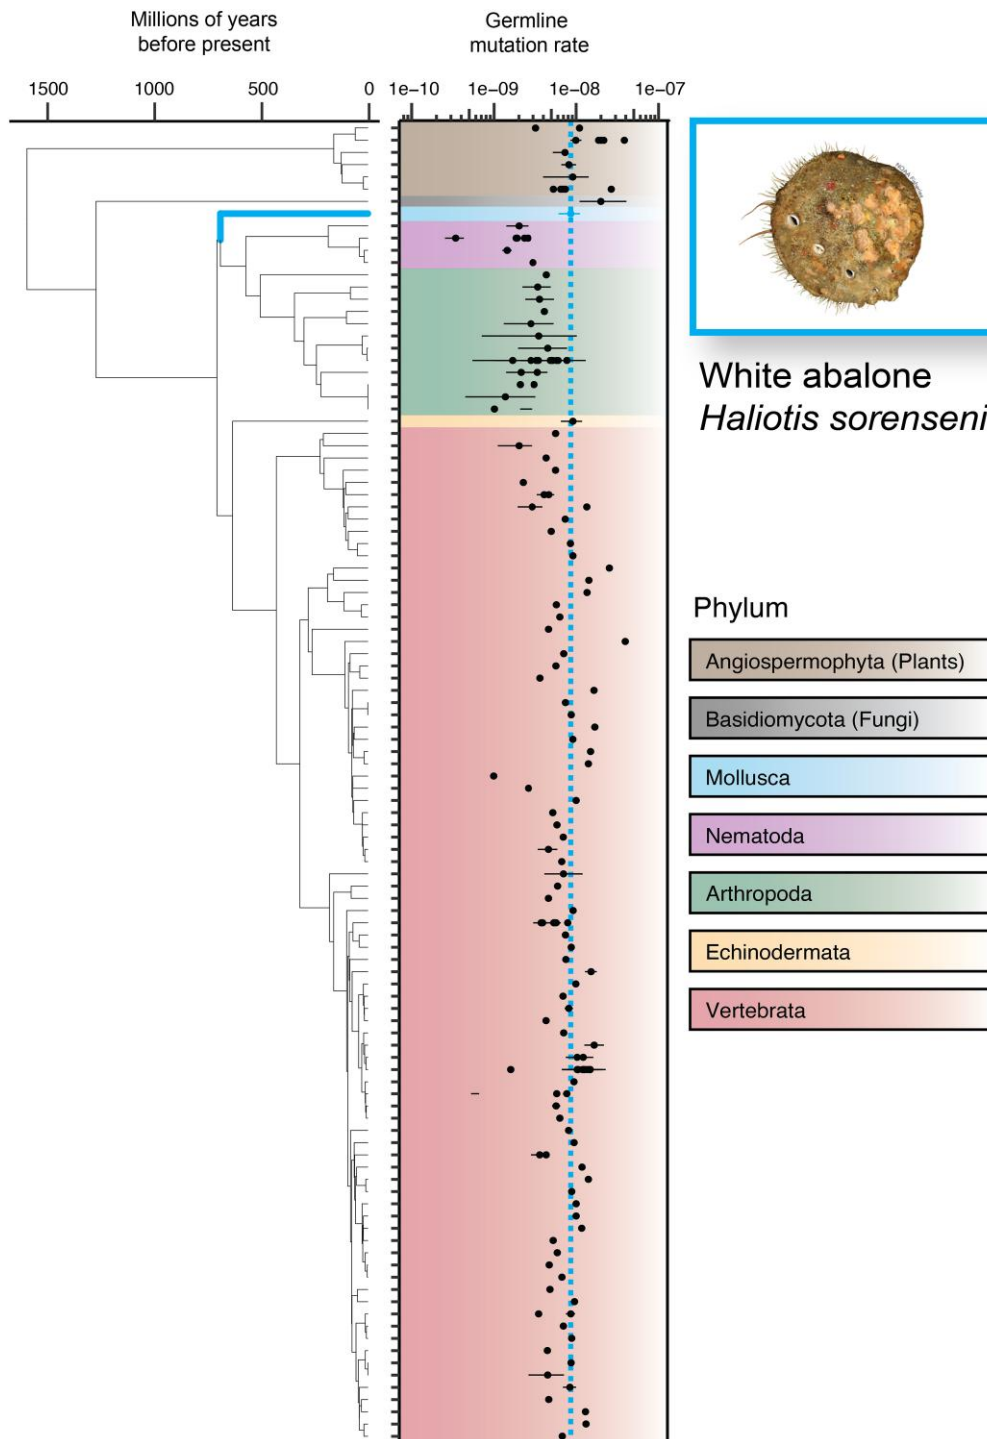 Millions of years
before present
Germline
mutation rate
1500 1000 500 0
1e-10 1e-09 1e-08 1e-07
White abalone
Haliotis sorenseni
Phylum
Angiospermophyta (Plants)
Basidiomycota (Fungi)
Mollusca
Nematoda
Arthropoda
Echinodermata
Vertebrata